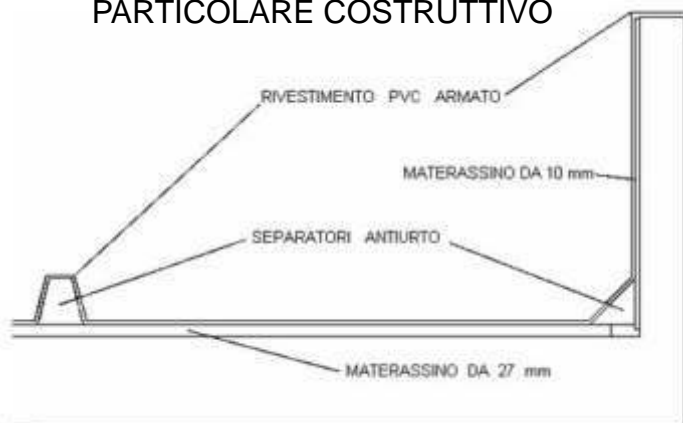 PARTICOLARE COSTRUTTIVO
RIVESTIMENTO PVC ARMATO
MATERASSINO DA 10 mm
SEPARATORI ANTIURTO
MATERASSINO DA 27 mm